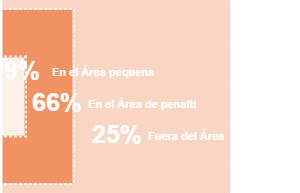 9% En el Área pequena
66% En el Área de penalti
25% Fuera del Área